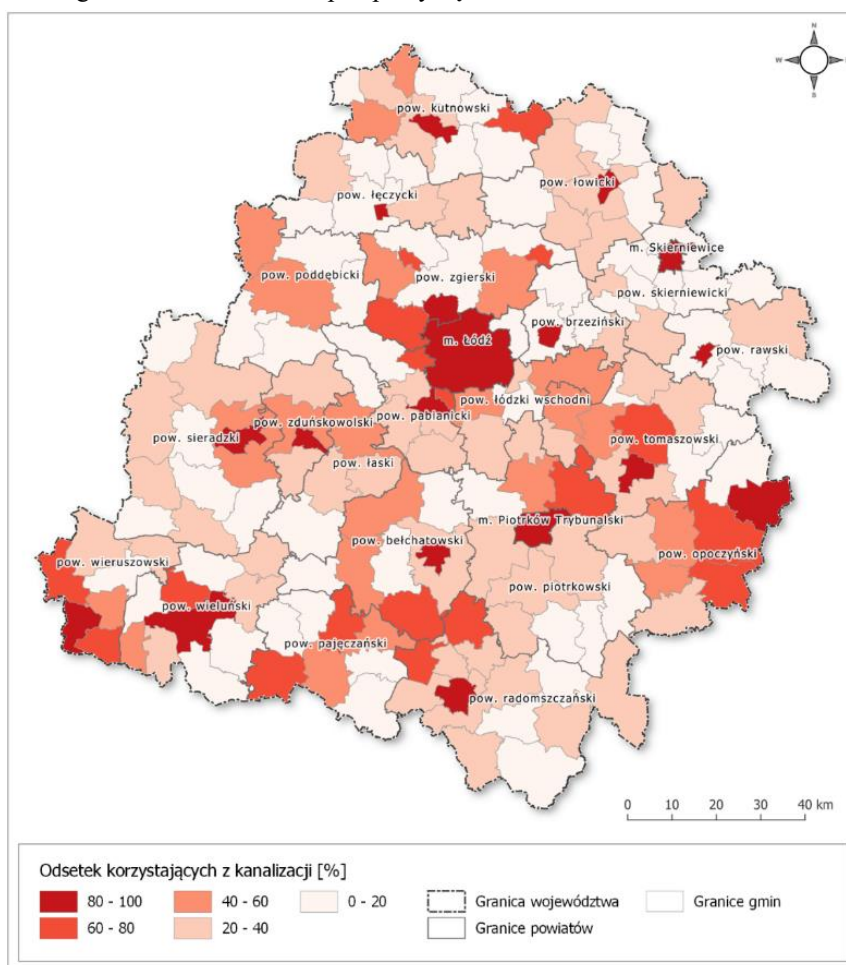 N
W
S
pow. kutnowski
pow. łowicki
pow. łęczycki
m. Skierniewice
pow. poddębicki
pow. zgierski
pow. skierniewicki
pow. brzeziński
m. Łódź
pow. rawski
pow. łódzki wschodni
pow. zduńskowolski
pow. pabianicki
pow. sieradzki
pow. tomaszowski
pow. łaski
m. Piotrków Trybunalski
pow. bełchatowski
pow. opoczyński
pow. wieruszowski
pow. piotrkowski
pow. wieluński
pow. pajęczański
pow. radomszczański
0 10 20 30 40 km
Odsetek korzystających z kanalizacji [%]
80 - 100 40 - 60 0 - 20 Granica województwa Granice gmin
60 - 80 20 - 40 Granice powiatów